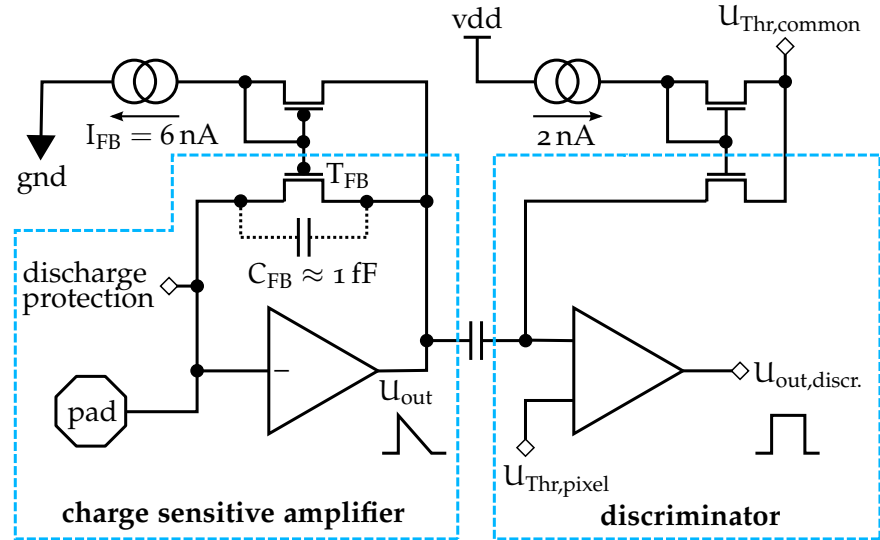 vdd
U_Thr,common
I_FB = 6 nA
2 nA
gnd
T_FB
C_FB ≈ 1 fF
discharge
protection
−
pad
U_out
U_out,discr.
U_Thr,pixel
charge sensitive amplifier
discriminator